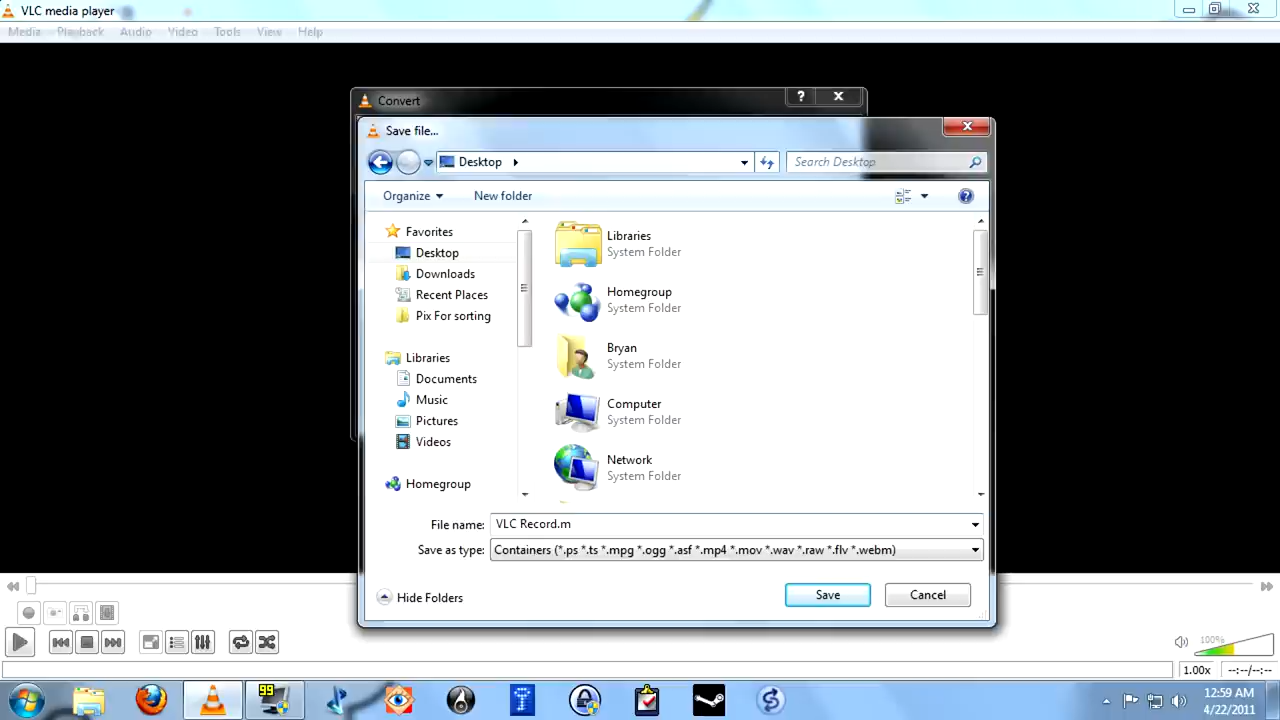 VLC media player
Media Playback Audio Video Tools View Help
Convert
?
Save file...
Desktop
Search Desktop
Organize
New folder
Favorites
Desktop
Downloads
Recent Places
Pix For sorting
Libraries
Documents
Music
Pictures
Videos
Homegroup
Libraries
System Folder
Homegroup
System Folder
Bryan
System Folder
Computer
System Folder
Network
System Folder
File name: VLC Record.m
Save as type: Containers (*.ps *.ts *.mpg *.ogg *.asf *.mp4 *.mov *.wav *.raw *.flv *.webm)
Hide Folders
Save
Cancel
100%
1.00x
--:--/--:--
99
12:59 AM
4/22/2011